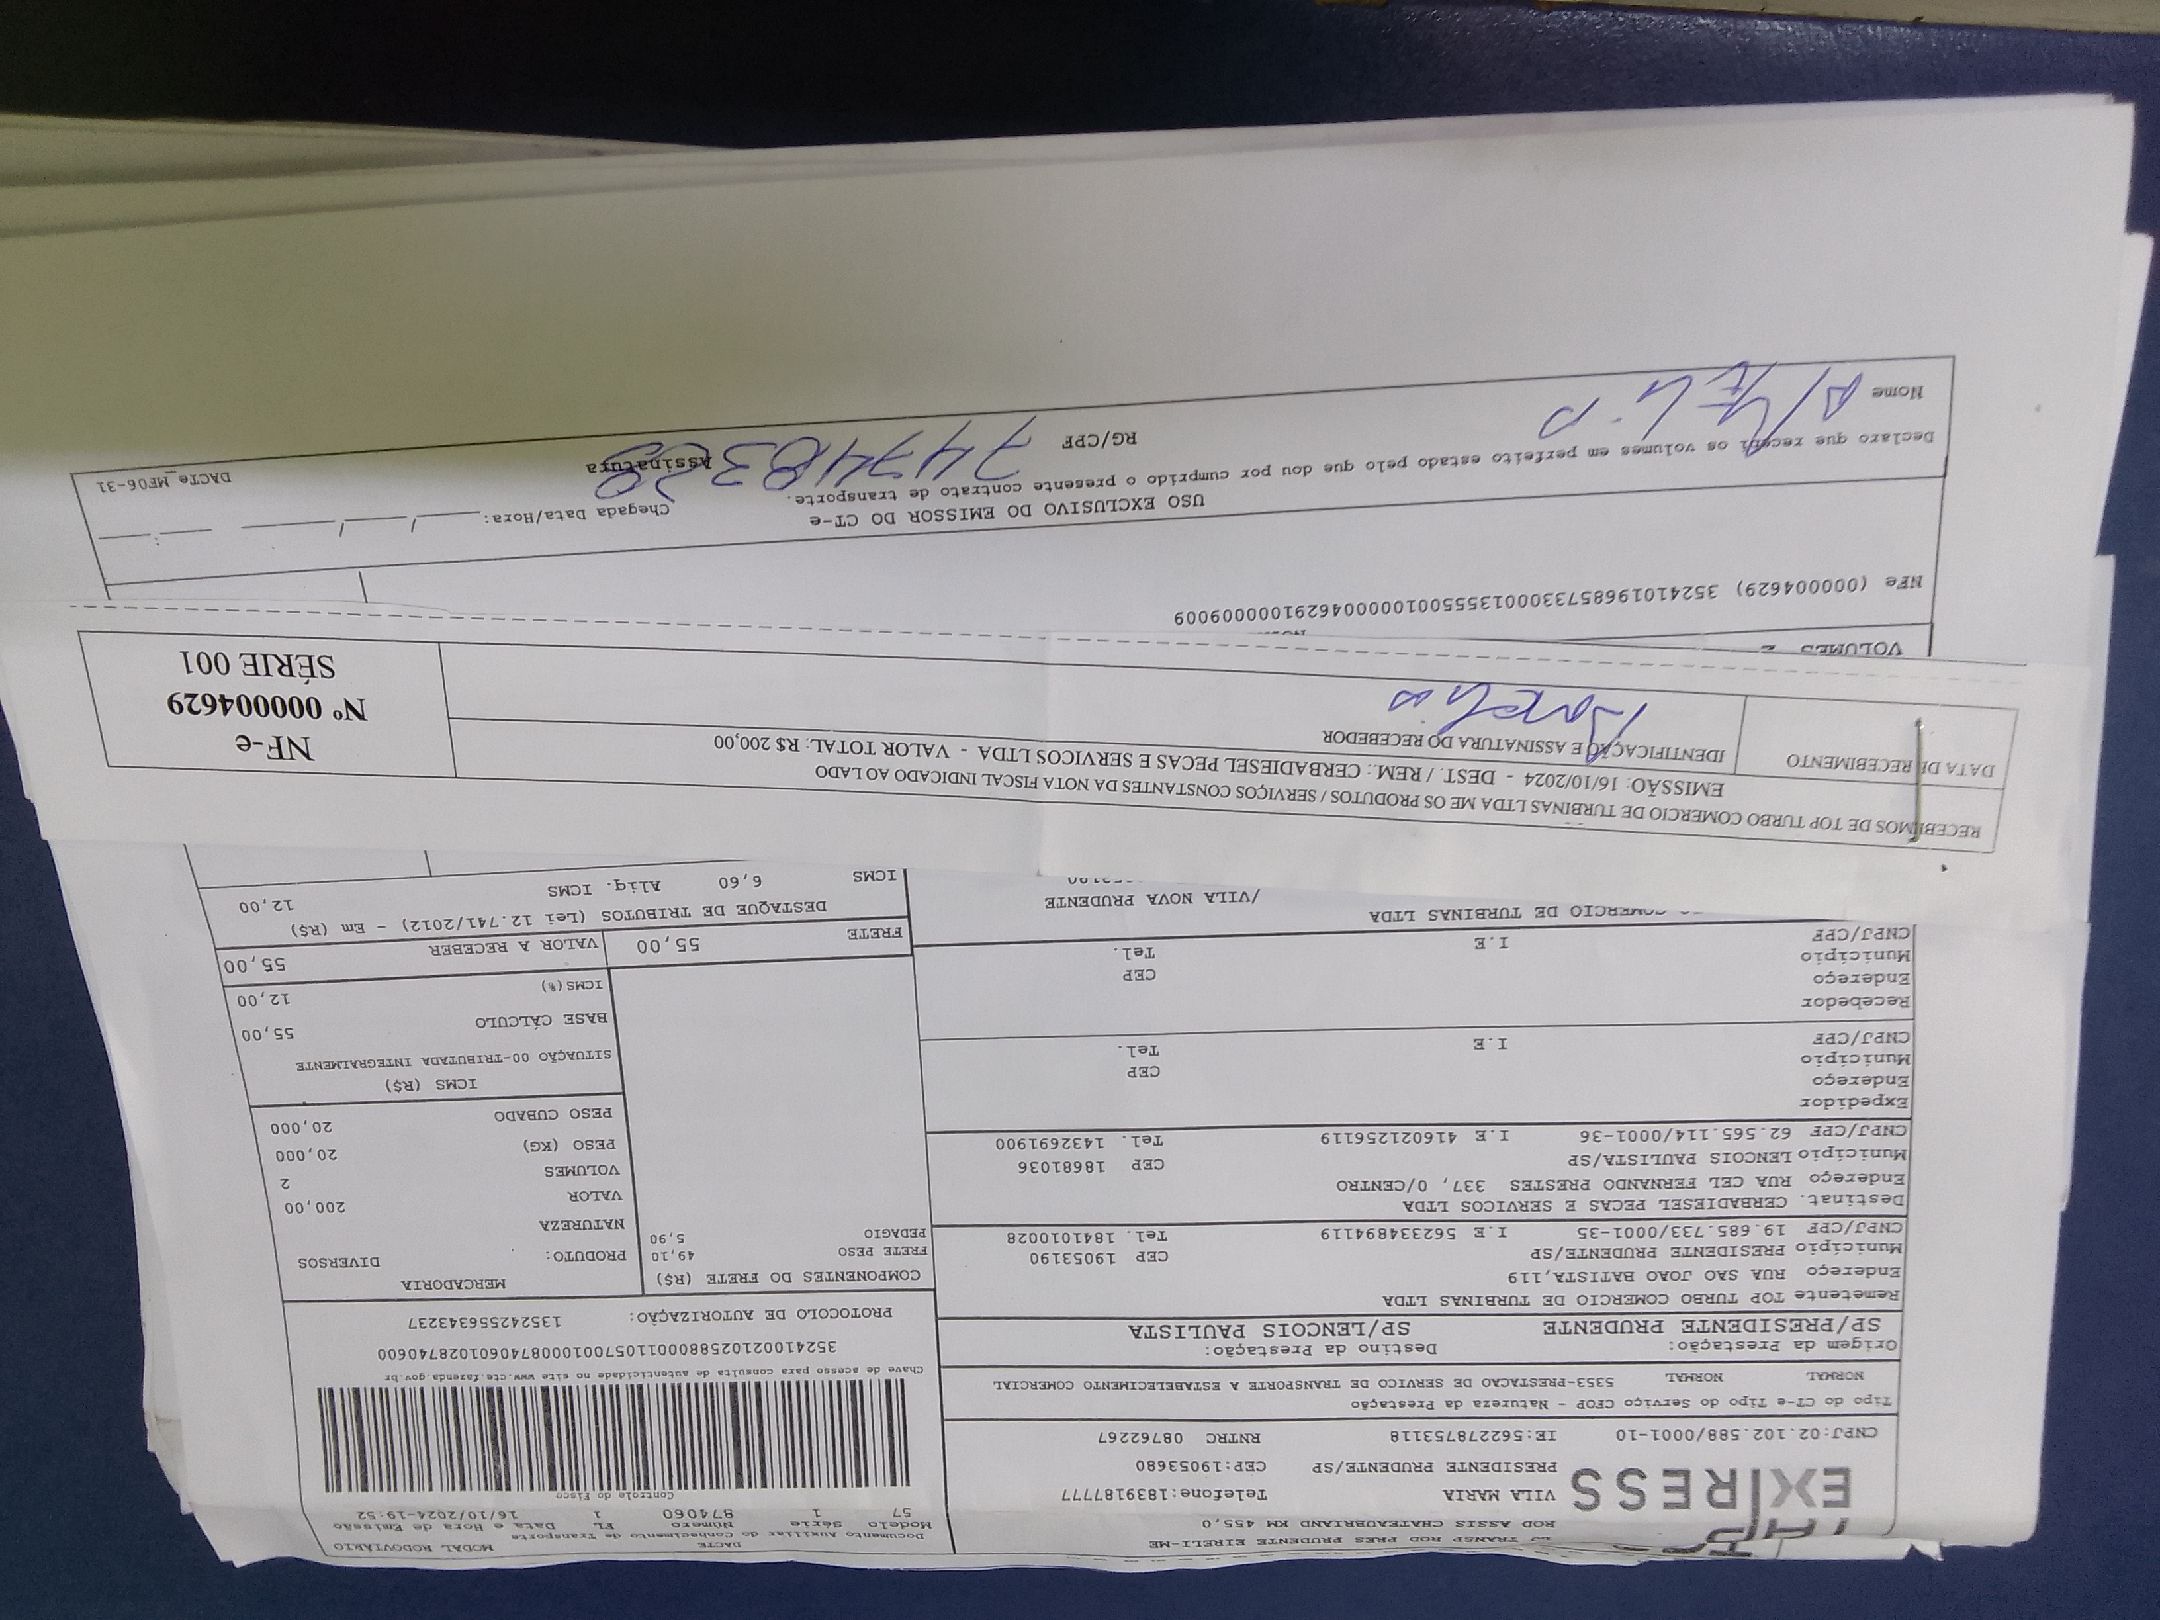 LJ TRANSP ROD PRES PRUDENTE EIRELI-ME
ROD ASSIS CHATEAUBRIAND KM 455,0
EXPRESS
VILA MARIA Telefone:1839187777
PRESIDENTE PRUDENTE/SP CEP:19053680
CNPJ:02.102.588/0001-10 IE:562278753118 RNTRC 08762267
Tipo do CT-e Tipo do Serviço CFOP - Natureza da Prestação
NORMAL NORMAL 5353-PRESTACAO DE SERVICO DE TRANSPORTE A ESTABELECIMENTO COMERCIAL
Origem da Prestação: Destino da Prestação:
SP/PRESIDENTE PRUDENTE SP/LENCOIS PAULISTA
Remetente TOP TURBO COMERCIO DE TURBINAS LTDA
Endereço RUA SAO JOAO BATISTA,119
Município PRESIDENTE PRUDENTE/SP CEP 19053190
CNPJ/CPF 19.685.733/0001-35 I.E 562334894119 Tel. 1841010028
Destinat. CERBADIESEL PECAS E SERVICOS LTDA
Endereço RUA CEL FERNANDO PRESTES 337, 0/CENTRO
Município LENCOIS PAULISTA/SP CEP 18681036
CNPJ/CPF 62.565.114/0001-36 I.E 416021256119 Tel. 1432691900
Expedidor
Endereço
Município CEP
CNPJ/CPF I.E Tel.
Recebedor
Endereço
Município CEP
CNPJ/CPF I.E Tel.
COMERCIO DE TURBINAS LTDA
/VILA NOVA PRUDENTE
DACTE MODAL RODOVIÁRIO
Documento Auxiliar do Conhecimento de Transporte
Modelo Série Número FL Data e Hora de Emissão
57 1 874060 1 16/10/2024-19:52
Controle do Fisco
Chave de acesso para consulta de autenticidade no site www.cte.fazenda.gov.br
35241002102588000110570010008740601028740600
PROTOCOLO DE AUTORIZAÇÃO: 135242556343237
COMPONENTES DO FRETE (R$)
FRETE PESO 49,10
PEDAGIO 5,90
MERCADORIA
PRODUTO: DIVERSOS
NATUREZA
VALOR 200,00
VOLUMES 2
PESO (KG) 20,000
PESO CUBADO 20,000
ICMS (R$)
SITUAÇÃO 00-TRIBUTADA INTEGRALMENTE
BASE CÁLCULO 55,00
ICMS(%) 12,00
FRETE 55,00 VALOR A RECEBER 55,00
DESTAQUE DE TRIBUTOS (Lei 12.741/2012) - Em (R$)
ICMS 6,60 Aliq. ICMS 12,00
RECEBEMOS DE TOP TURBO COMERCIO DE TURBINAS LTDA ME OS PRODUTOS / SERVIÇOS CONSTANTES DA NOTA FISCAL INDICADO AO LADO
EMISSÃO: 16/10/2024 - DEST. / REM.: CERBADIESEL PECAS E SERVICOS LTDA - VALOR TOTAL: R$ 200,00
DATA DE RECEBIMENTO IDENTIFICAÇÃO E ASSINATURA DO RECEBEDOR
NF-e
Nº 000004629
SÉRIE 001
VOLUMES
NFe (000004629) 35241019685733000135550010000046291000009009
USO EXCLUSIVO DO EMISSOR DO CT-e
Declaro que recebi os volumes em perfeito estado pelo que dou por cumprido o presente contrato de transporte.
Chegada Data/Hora: / / :
Nome RG/CPF Assinatura
DACTe_MF06-31